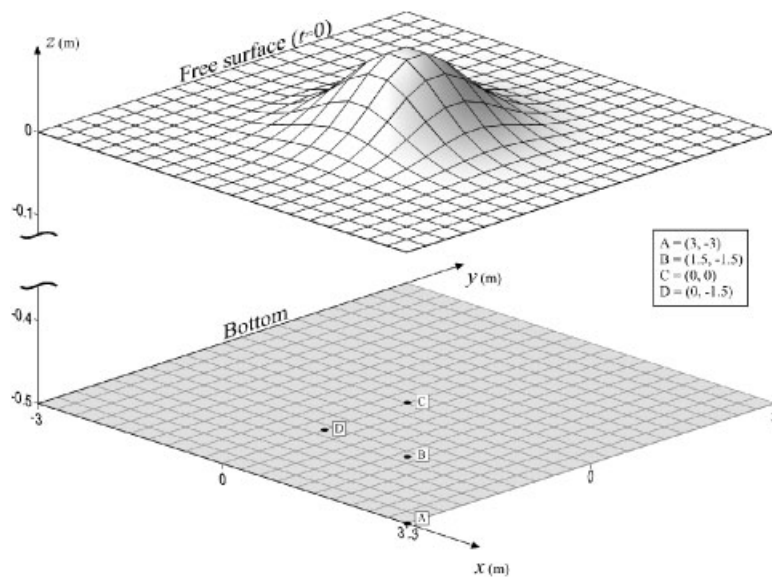 z (m)
Free surface (t=0)
0
-0.1
A = (3, -3)
B = (1.5, -1.5)
C = (0, 0)
D = (0, -1.5)
y (m)
-0.4
Bottom
-0.5
-3
C
D
B
0
0
A
3
-3
x (m)